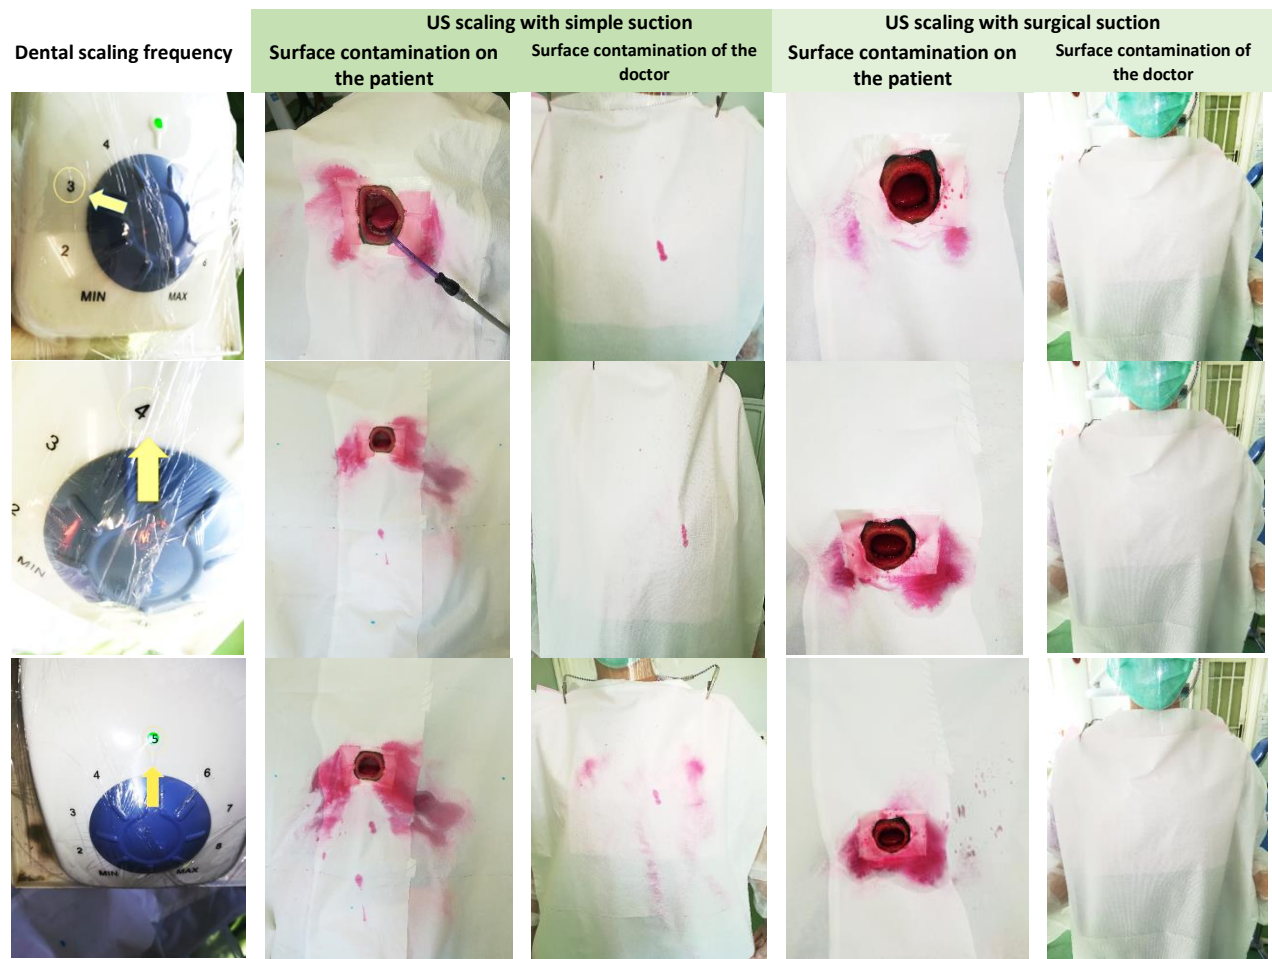 US scaling with simple suction
US scaling with surgical suction
Dental scaling frequency
Surface contamination on
the patient
Surface contamination of the
doctor
Surface contamination on
the patient
Surface contamination of
the doctor
4
3
2
MIN
MAX
4
3
MIN
5
4
6
3
7
2
8
MIN
MAX